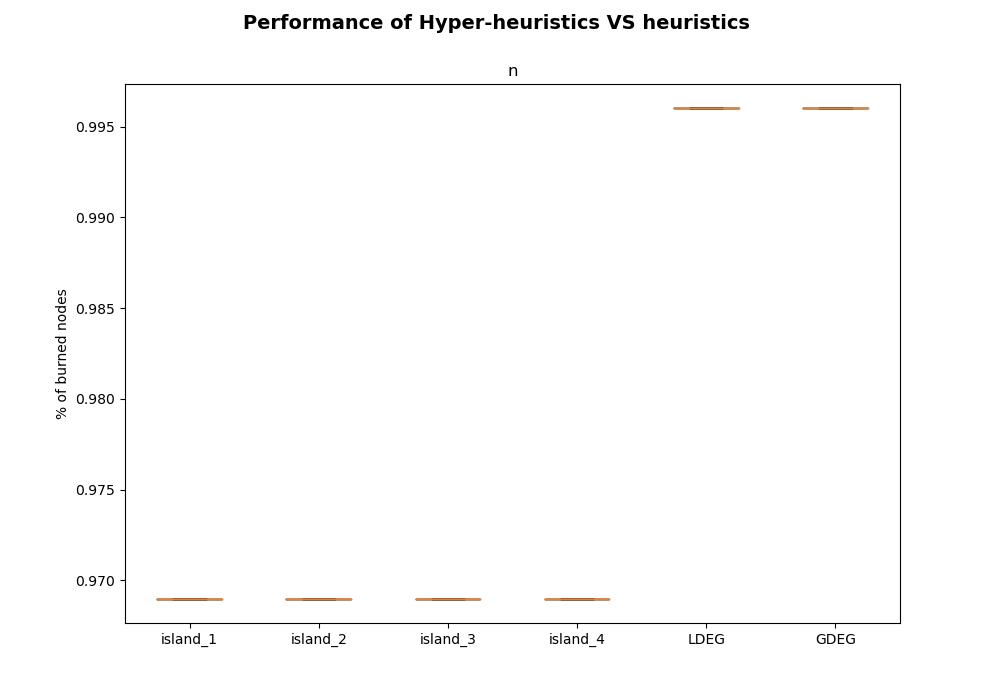 Performance of Hyper-heuristics VS heuristics
n
% of burned nodes
0.995
0.990
0.985
0.980
0.975
0.970
island_1 island_2 island_3 island_4 LDEG GDEG